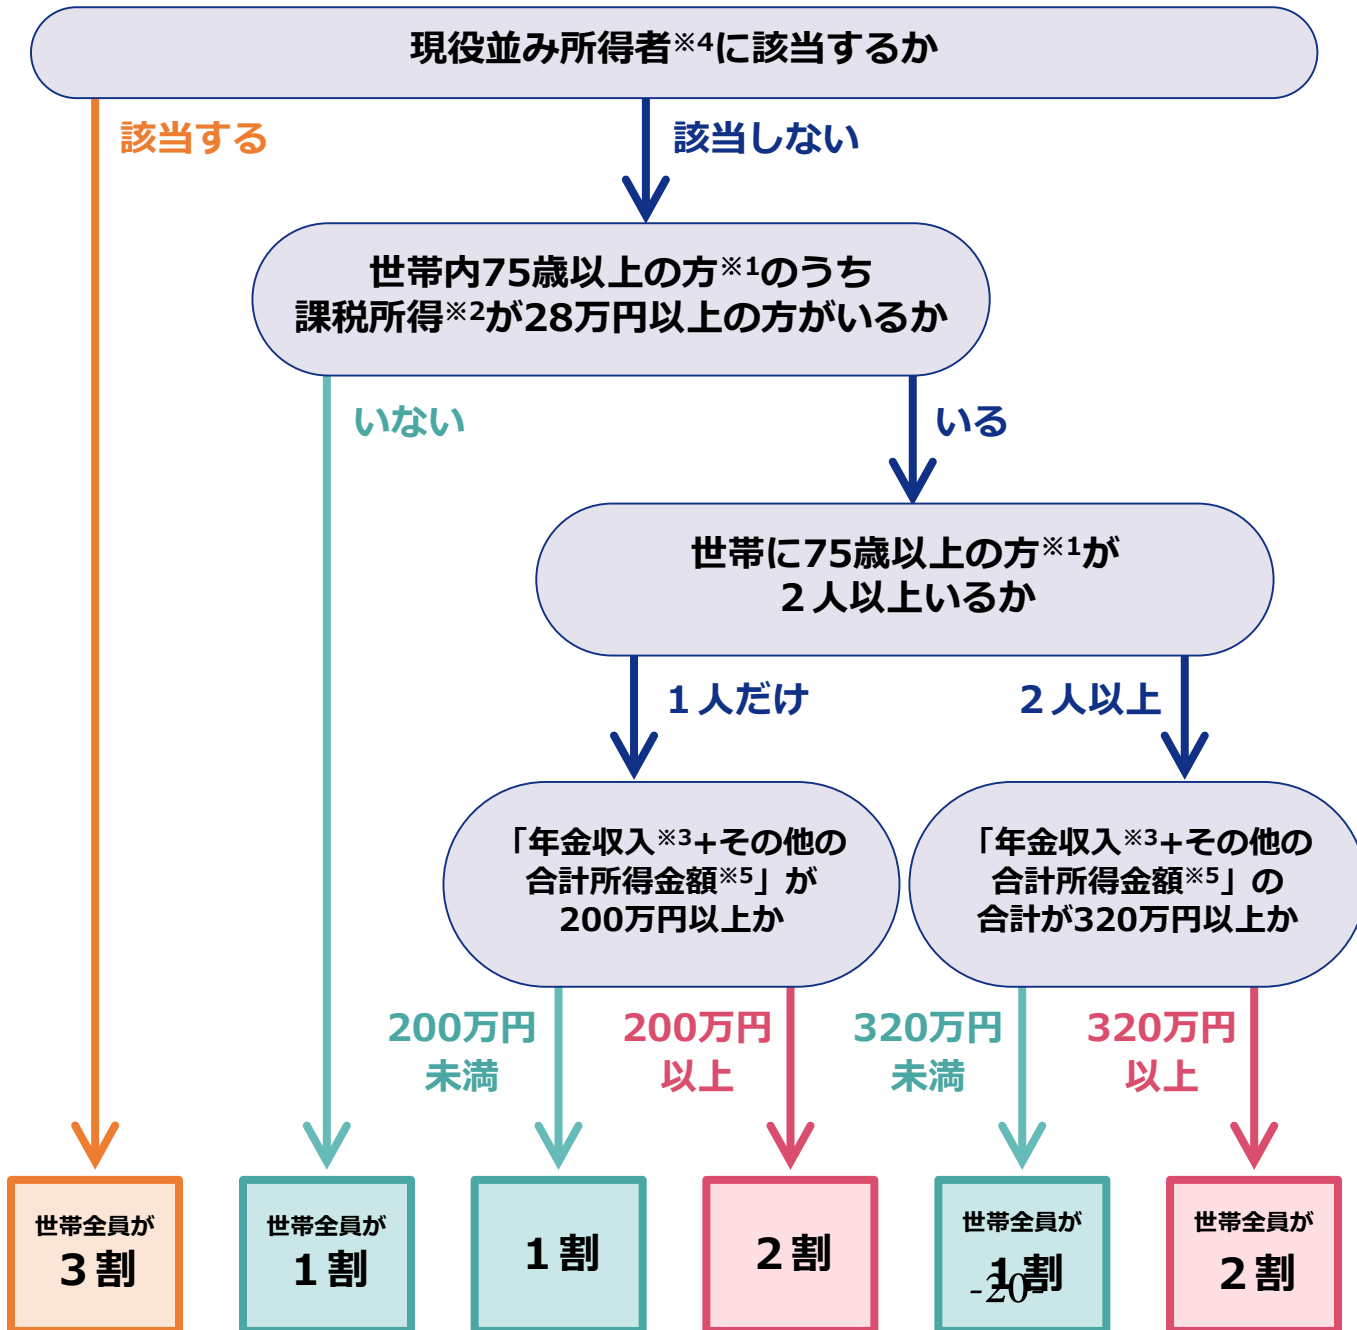 現役並み所得者※4に該当するか
該当する
該当しない
世帯内75歳以上の方※1のうち
課税所得※2が28万円以上の方がいるか
いない
いる
世帯に75歳以上の方※1が
２人以上いるか
１人だけ
２人以上
「年金収入※3+その他の
合計所得金額※5」が
200万円以上か
「年金収入※3+その他の
合計所得金額※5」の
合計が320万円以上か
200万円
未満
200万円
以上
320万円
未満
320万円
以上
世帯全員が
３割
世帯全員が
１割
１割
２割
世帯全員が
１割
世帯全員が
２割
-20-